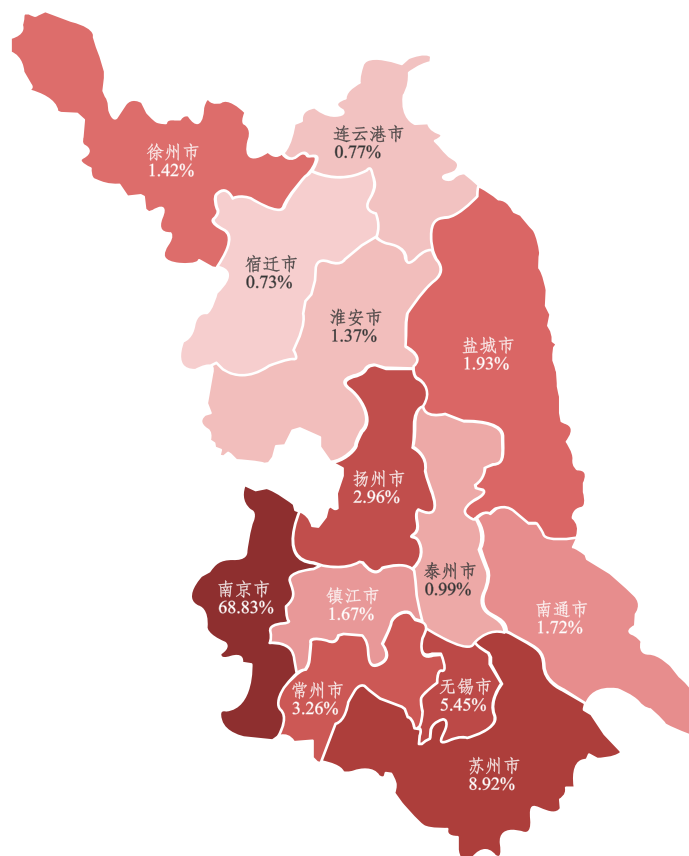 连云港市
0.77%
徐州市
1.42%
宿迁市
0.73%
淮安市
1.37%
盐城市
1.93%
扬州市
2.96%
泰州市
0.99%
南京市
68.83%
镇江市
1.67%
南通市
1.72%
常州市
3.26%
无锡市
5.45%
苏州市
8.92%